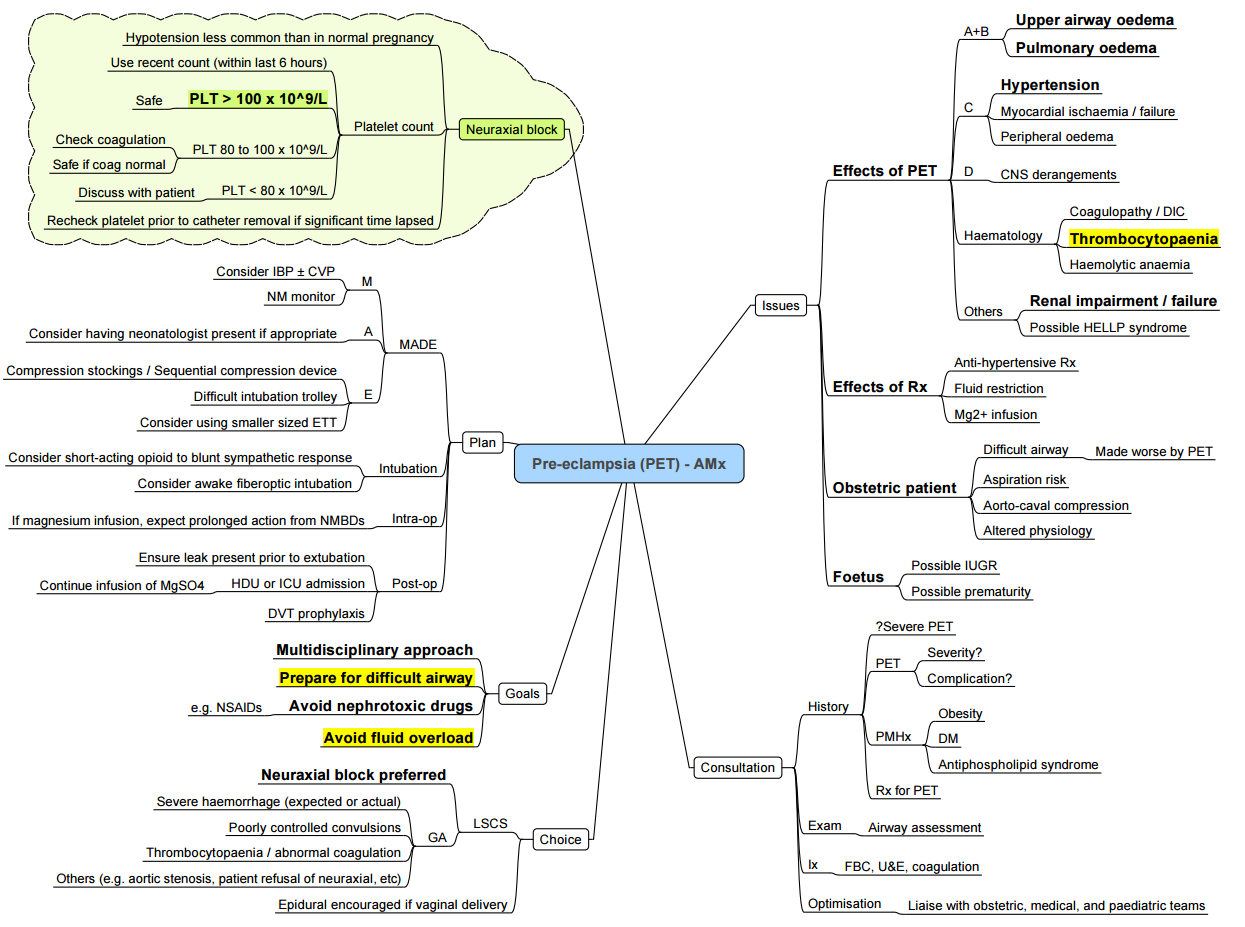 Pre-eclampsia (PET) - AMx
Issues
Effects of PET
A+B
Upper airway oedema
Pulmonary oedema
C
Hypertension
Myocardial ischaemia / failure
Peripheral oedema
D
CNS derangements
Haematology
Coagulopathy / DIC
Thrombocytopaenia
Haemolytic anaemia
Others
Renal impairment / failure
Possible HELLP syndrome
Effects of Rx
Anti-hypertensive Rx
Fluid restriction
Mg2+ infusion
Obstetric patient
Difficult airway
Made worse by PET
Aspiration risk
Aorto-caval compression
Altered physiology
Foetus
Possible IUGR
Possible prematurity
Consultation
History
?Severe PET
PET
Severity?
Complication?
PMHx
Obesity
DM
Antiphospholipid syndrome
Rx for PET
Exam
Airway assessment
Ix
FBC, U&E, coagulation
Optimisation
Liaise with obstetric, medical, and paediatric teams
Neuraxial block
Hypotension less common than in normal pregnancy
Platelet count
Use recent count (within last 6 hours)
PLT > 100 x 10^9/L
Safe
PLT 80 to 100 x 10^9/L
Check coagulation
Safe if coag normal
PLT < 80 x 10^9/L
Discuss with patient
Recheck platelet prior to catheter removal if significant time lapsed
Plan
MADE
M
Consider IBP ± CVP
NM monitor
A
Consider having neonatologist present if appropriate
E
Compression stockings / Sequential compression device
Difficult intubation trolley
Consider using smaller sized ETT
Intubation
Consider short-acting opioid to blunt sympathetic response
Consider awake fiberoptic intubation
Intra-op
If magnesium infusion, expect prolonged action from NMBDs
Post-op
Ensure leak present prior to extubation
HDU or ICU admission
Continue infusion of MgSO4
DVT prophylaxis
Goals
Multidisciplinary approach
Prepare for difficult airway
Avoid nephrotoxic drugs
e.g. NSAIDs
Avoid fluid overload
Choice
LSCS
Neuraxial block preferred
GA
Severe haemorrhage (expected or actual)
Poorly controlled convulsions
Thrombocytopaenia / abnormal coagulation
Others (e.g. aortic stenosis, patient refusal of neuraxial, etc)
Epidural encouraged if vaginal delivery